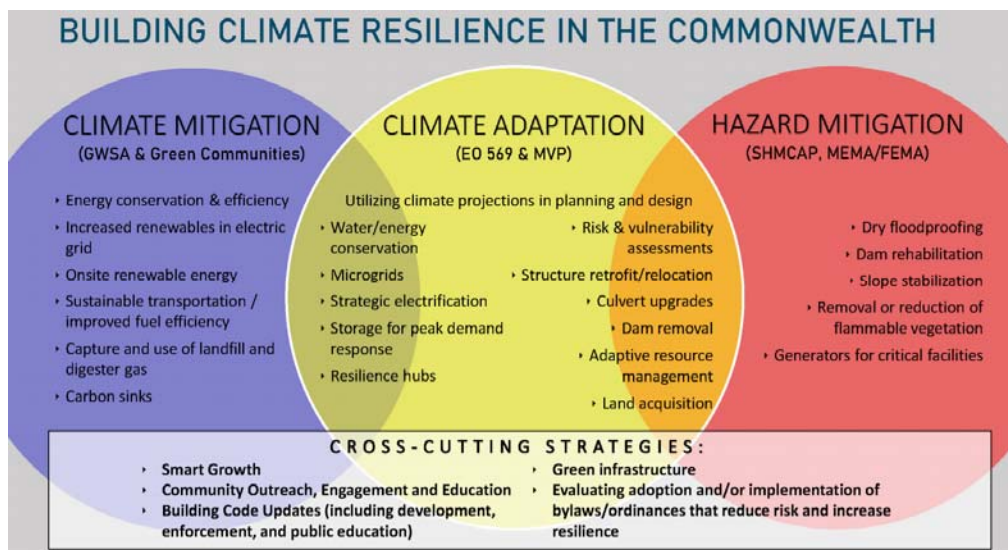 BUILDING CLIMATE RESILIENCE IN THE COMMONWEALTH
CLIMATE MITIGATION
(GWSA & Green Communities)
‣ Energy conservation & efficiency
‣ Increased renewables in electric
grid
‣ Onsite renewable energy
‣ Sustainable transportation /
improved fuel efficiency
‣ Capture and use of landfill and
digester gas
‣ Carbon sinks
CLIMATE ADAPTATION
(EO 569 & MVP)
Utilizing climate projections in planning and design
‣ Water/energy
conservation
‣ Microgrids
‣ Strategic electrification
‣ Storage for peak demand
response
‣ Resilience hubs
‣ Risk & vulnerability
assessments
‣ Structure retrofit/relocation
‣ Culvert upgrades
‣ Dam removal
‣ Adaptive resource
management
‣ Land acquisition
HAZARD MITIGATION
(SHMCAP, MEMA/FEMA)
‣ Dry floodproofing
‣ Dam rehabilitation
‣ Slope stabilization
‣ Removal or reduction of
flammable vegetation
‣ Generators for critical facilities
CROSS-CUTTING STRATEGIES:
‣ Smart Growth
‣ Community Outreach, Engagement and Education
‣ Building Code Updates (including development,
enforcement, and public education)
‣ Green infrastructure
‣ Evaluating adoption and/or implementation of
bylaws/ordinances that reduce risk and increase
resilience